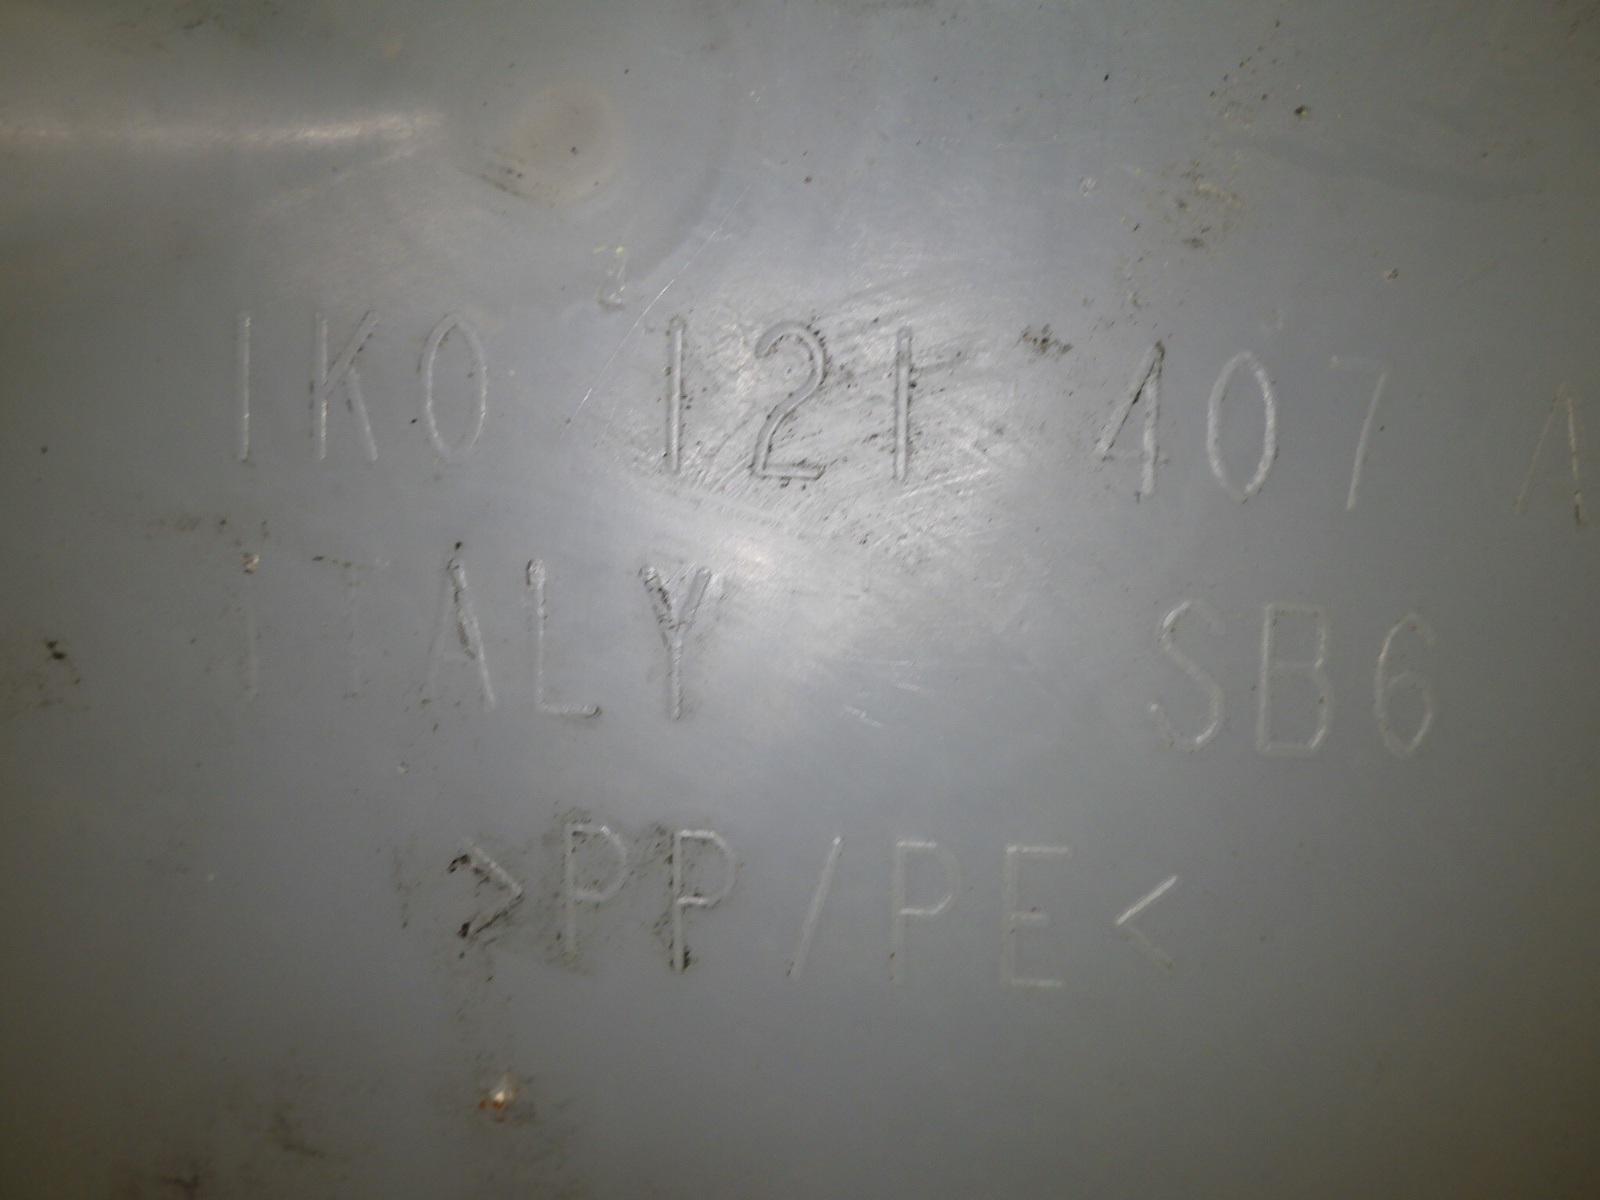 1K0 121 407 A
ITALY SB6
>PP/PE<